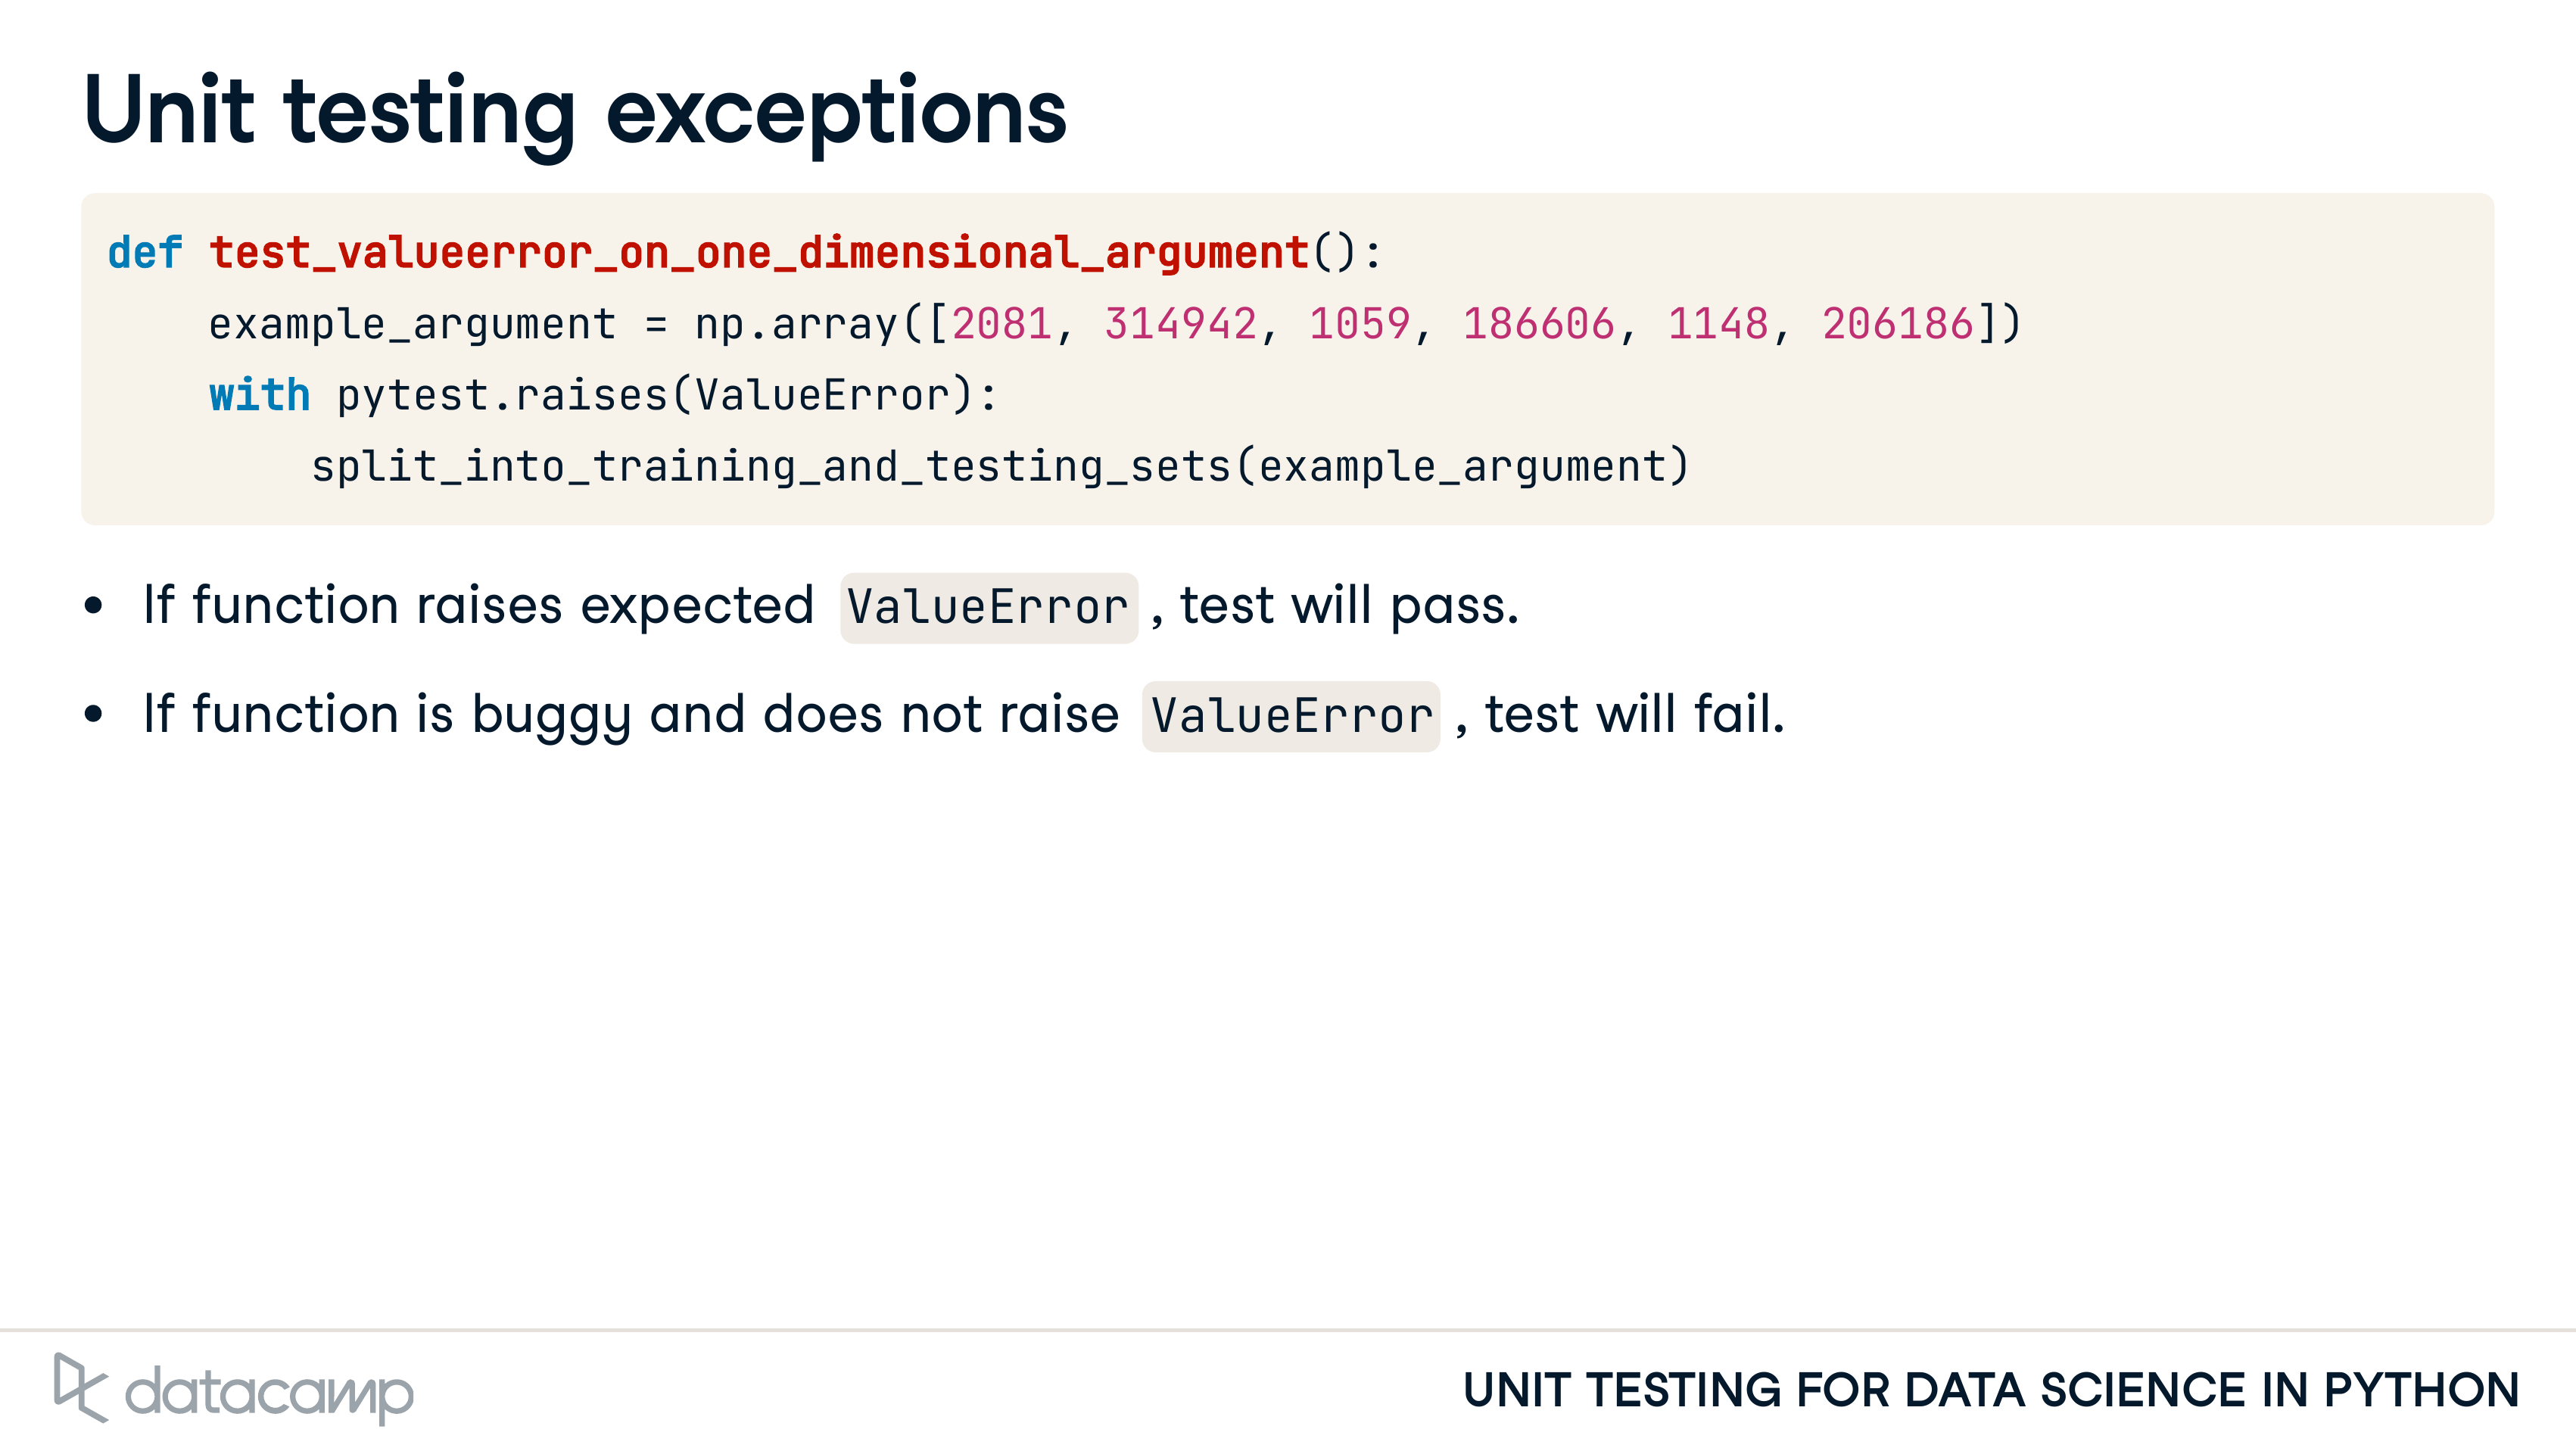 Unit testing exceptions
def test_valueerror_on_one_dimensional_argument():
    example_argument = np.array([2081, 314942, 1059, 186606, 1148, 206186])
    with pytest.raises(ValueError):
        split_into_training_and_testing_sets(example_argument)
• If function raises expected ValueError , test will pass.
• If function is buggy and does not raise ValueError , test will fail.
datacamp
UNIT TESTING FOR DATA SCIENCE IN PYTHON